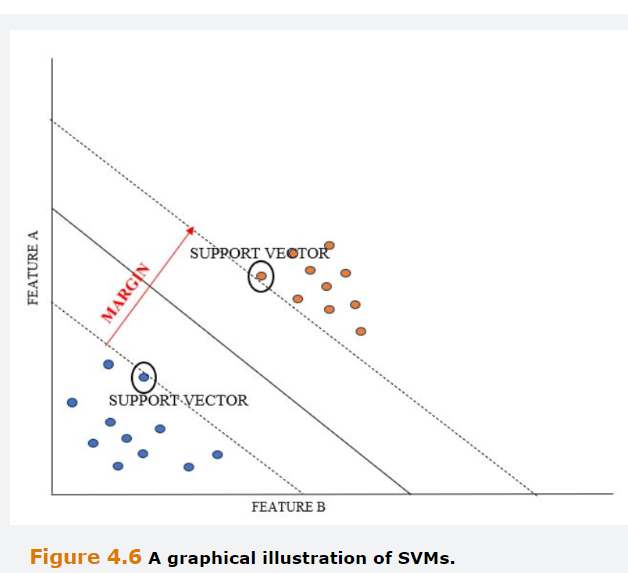 FEATURE A
SUPPORT VECTOR
MARGIN
SUPPORT VECTOR
FEATURE B
Figure 4.6 A graphical illustration of SVMs.